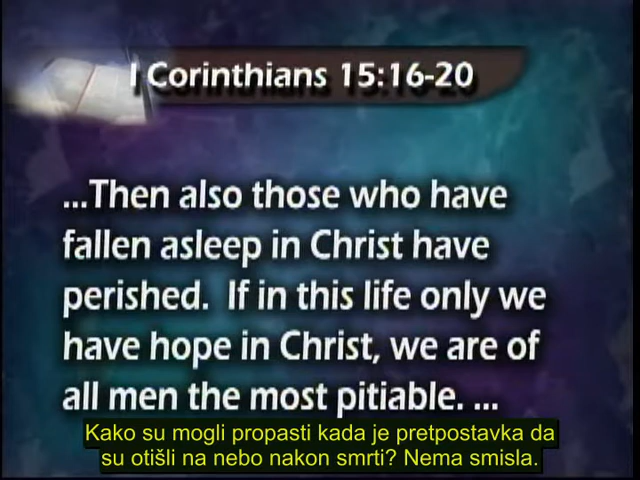 I Corinthians 15:16-20
...Then also those who have
fallen asleep in Christ have
perished.  If in this life only we
have hope in Christ, we are of
all men the most pitiable. ...
Kako su mogli propasti kada je pretpostavka da
su otišli na nebo nakon smrti? Nema smisla.